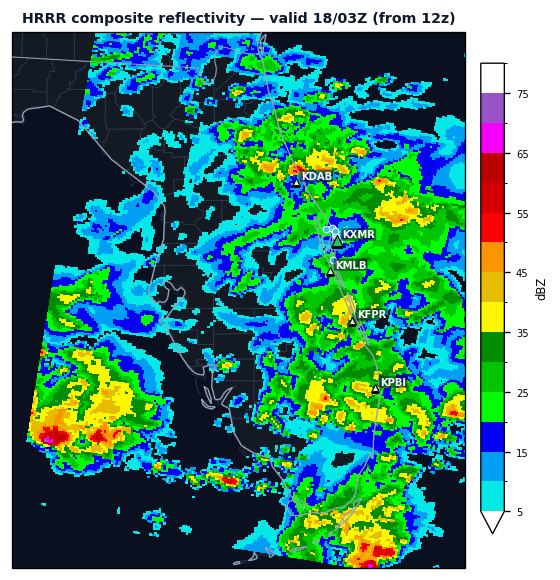 HRRR composite reflectivity — valid 18/03Z (from 12z)
75
65
55
45
35
25
15
5
dBZ
KDAB
KXMR
KMLB
KFPR
KPBI